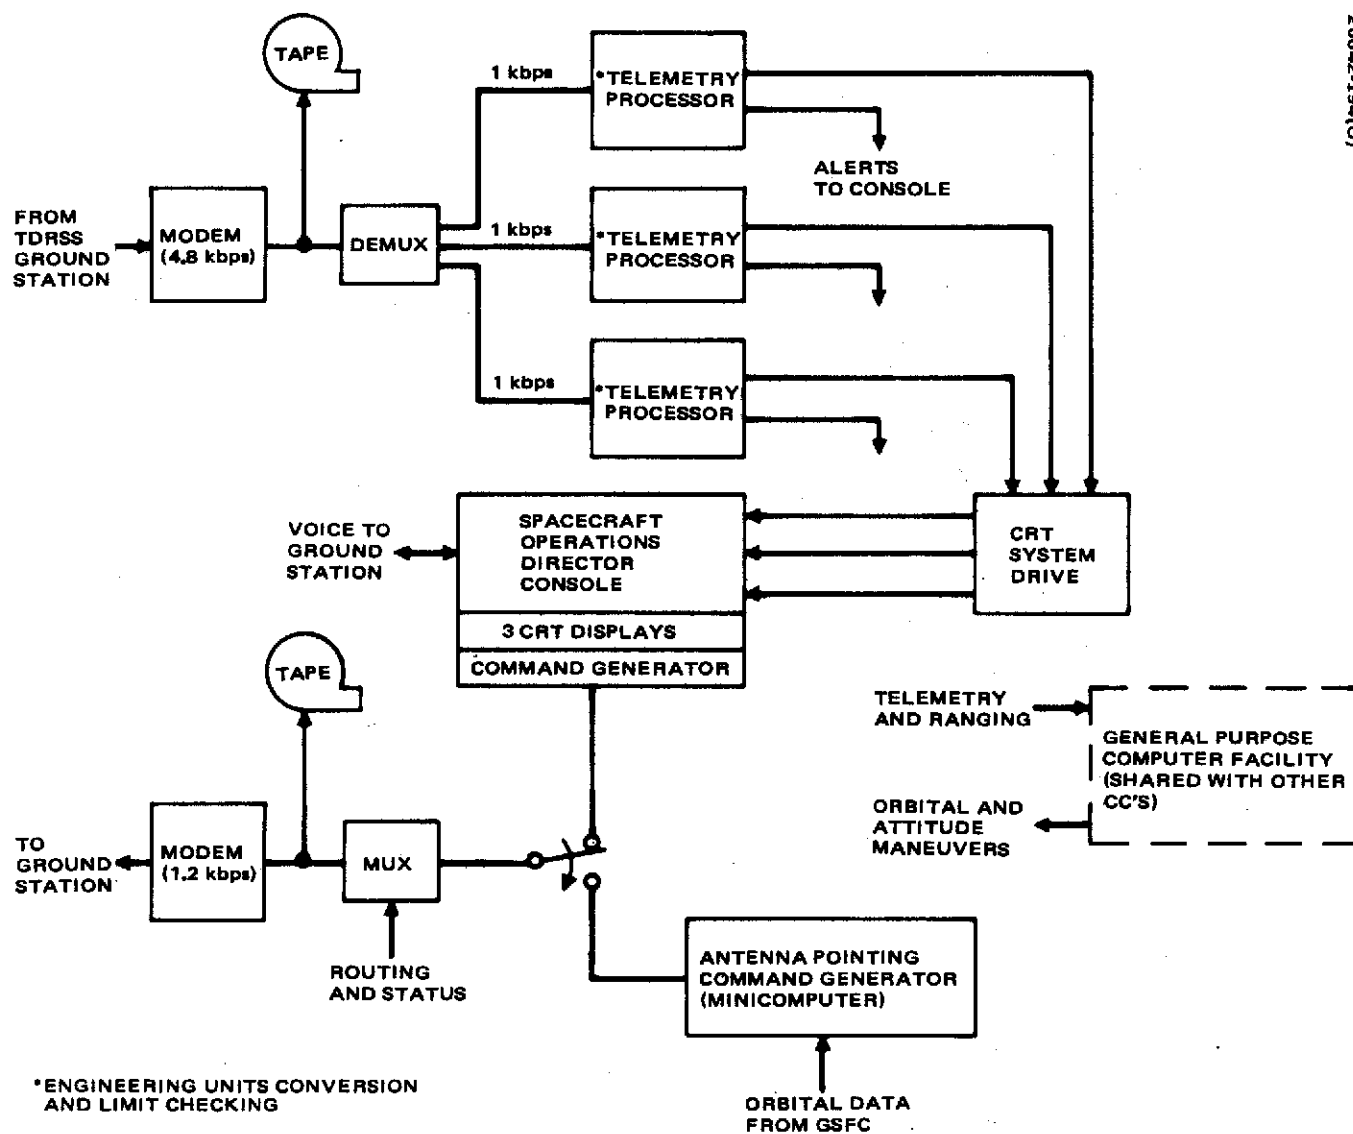 TAPE
1 kbps
*TELEMETRY
PROCESSOR
ALERTS
TO CONSOLE
FROM
TDRSS
GROUND
STATION
MODEM
(4.8 kbps)
DEMUX
1 kbps
*TELEMETRY
PROCESSOR
1 kbps
*TELEMETRY
PROCESSOR
VOICE TO
GROUND
STATION
SPACECRAFT
OPERATIONS
DIRECTOR
CONSOLE
3 CRT DISPLAYS
COMMAND GENERATOR
CRT
SYSTEM
DRIVE
TAPE
TELEMETRY
AND RANGING
GENERAL PURPOSE
COMPUTER FACILITY
(SHARED WITH OTHER
CC'S)
ORBITAL AND
ATTITUDE
MANEUVERS
TO
GROUND
STATION
MODEM
(1.2 kbps)
MUX
ROUTING
AND STATUS
ANTENNA POINTING
COMMAND GENERATOR
(MINICOMPUTER)
ORBITAL DATA
FROM GSFC
*ENGINEERING UNITS CONVERSION
AND LIMIT CHECKING